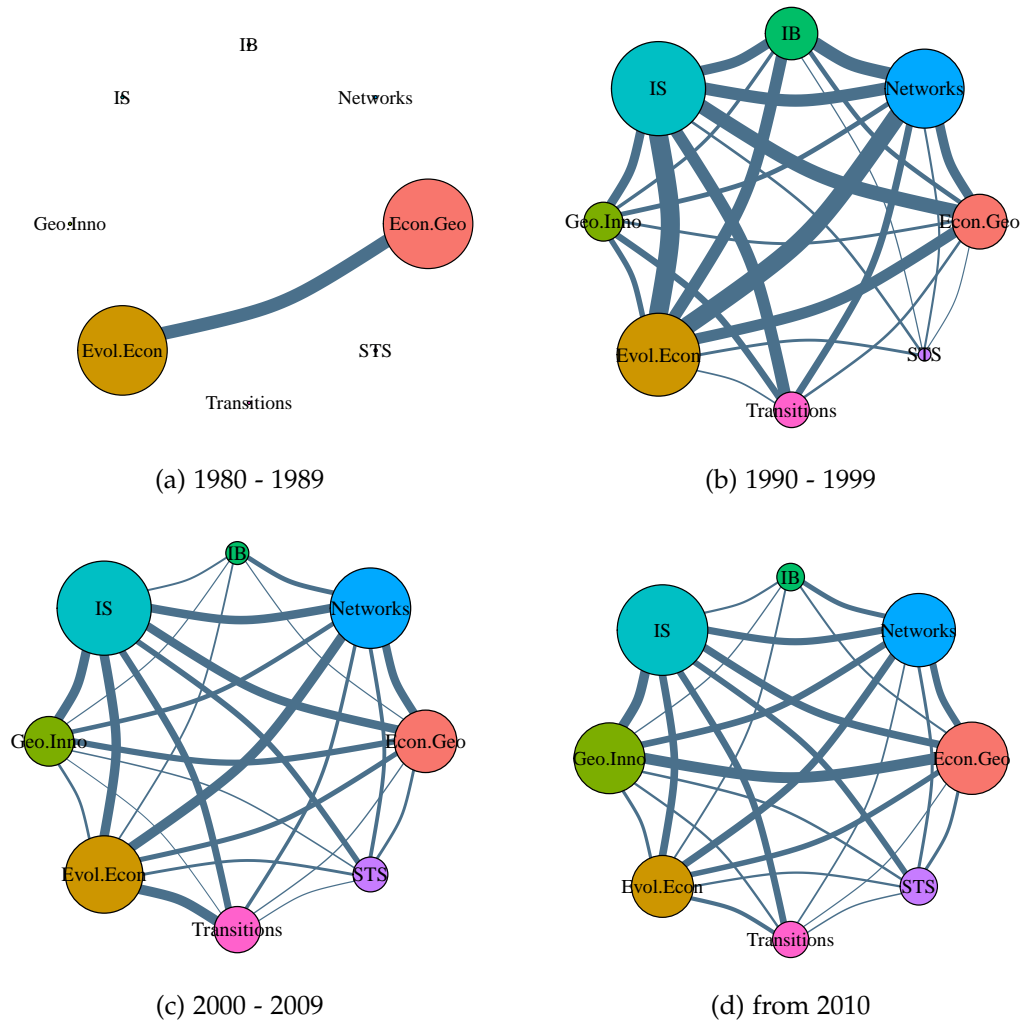 IB
IS
Networks
Geo.Inno
Econ.Geo
Evol.Econ
STS
Transitions
(a) 1980 - 1989
IB
IS
Networks
Geo.Inno
Econ.Geo
Evol.Econ
STS
Transitions
(b) 1990 - 1999
IB
IS
Networks
Geo.Inno
Econ.Geo
Evol.Econ
STS
Transitions
(c) 2000 - 2009
IB
IS
Networks
Geo.Inno
Econ.Geo
Evol.Econ
STS
Transitions
(d) from 2010